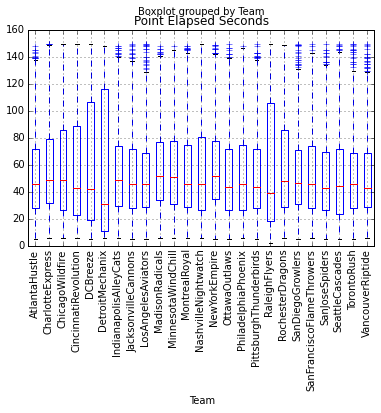 Boxplot grouped by Team
Point Elapsed Seconds
160
140
120
100
80
60
40
20
0
AtlantaHustle
CharlotteExpress
ChicagoWildfire
CincinnatiRevolution
DCBreeze
DetroitMechanix
IndianapolisAlleyCats
JacksonvilleCannons
LosAngelesAviators
MadisonRadicals
MinnesotaWindChill
MontrealRoyal
NashvilleNightwatch
NewYorkEmpire
OttawaOutlaws
PhiladelphiaPhoenix
PittsburghThunderbirds
RaleighFlyers
RochesterDragons
SanDiegoGrowlers
SanFranciscoFlameThrowers
SanJoseSpiders
SeattleCascades
TorontoRush
VancouverRiptide
Team